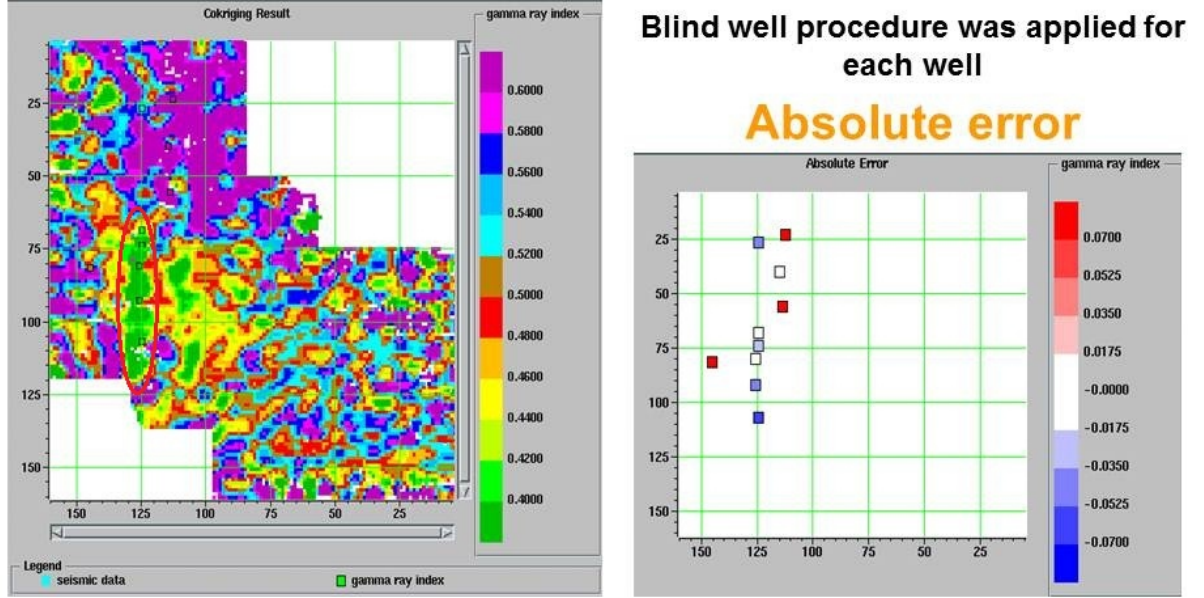 Cokriging Result
gamma ray index
0.6000
0.5800
0.5600
0.5400
0.5200
0.5000
0.4800
0.4600
0.4400
0.4200
0.4000
25
50
75
100
125
150
150 125 100 75 50 25
Legend
seismic data gamma ray index
Blind well procedure was applied for
each well
Absolute error
Absolute Error
gamma ray index
0.0700
0.0525
0.0350
0.0175
-0.0000
-0.0175
-0.0350
-0.0525
-0.0700
25
50
75
100
125
150
150 125 100 75 50 25